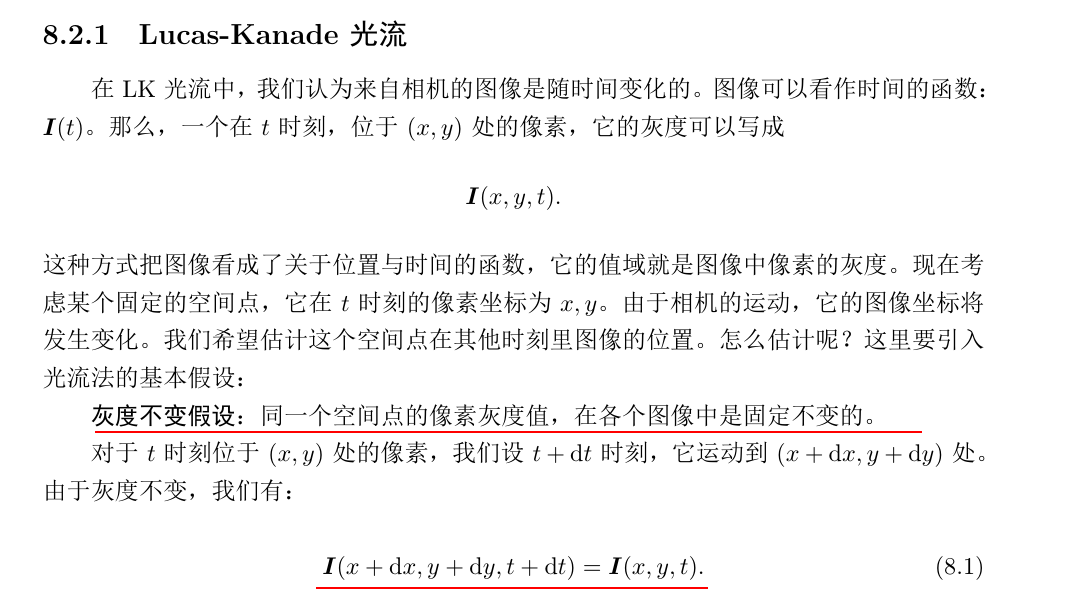 8.2.1 Lucas-Kanade 光流
在 LK 光流中，我们认为来自相机的图像是随时间变化的。图像可以看作时间的函数：
I(t)。那么，一个在 t 时刻，位于 (x, y) 处的像素，它的灰度可以写成
I(x, y, t).
这种方式把图像看成了关于位置与时间的函数，它的值域就是图像中像素的灰度。现在考
虑某个固定的空间点，它在 t 时刻的像素坐标为 x, y。由于相机的运动，它的图像坐标将
发生变化。我们希望估计这个空间点在其他时刻里图像的位置。怎么估计呢？这里要引入
光流法的基本假设：
灰度不变假设：同一个空间点的像素灰度值，在各个图像中是固定不变的。
对于 t 时刻位于 (x, y) 处的像素，我们设 t + dt 时刻，它运动到 (x + dx, y + dy) 处。
由于灰度不变，我们有：
I(x + dx, y + dy, t + dt) = I(x, y, t). (8.1)